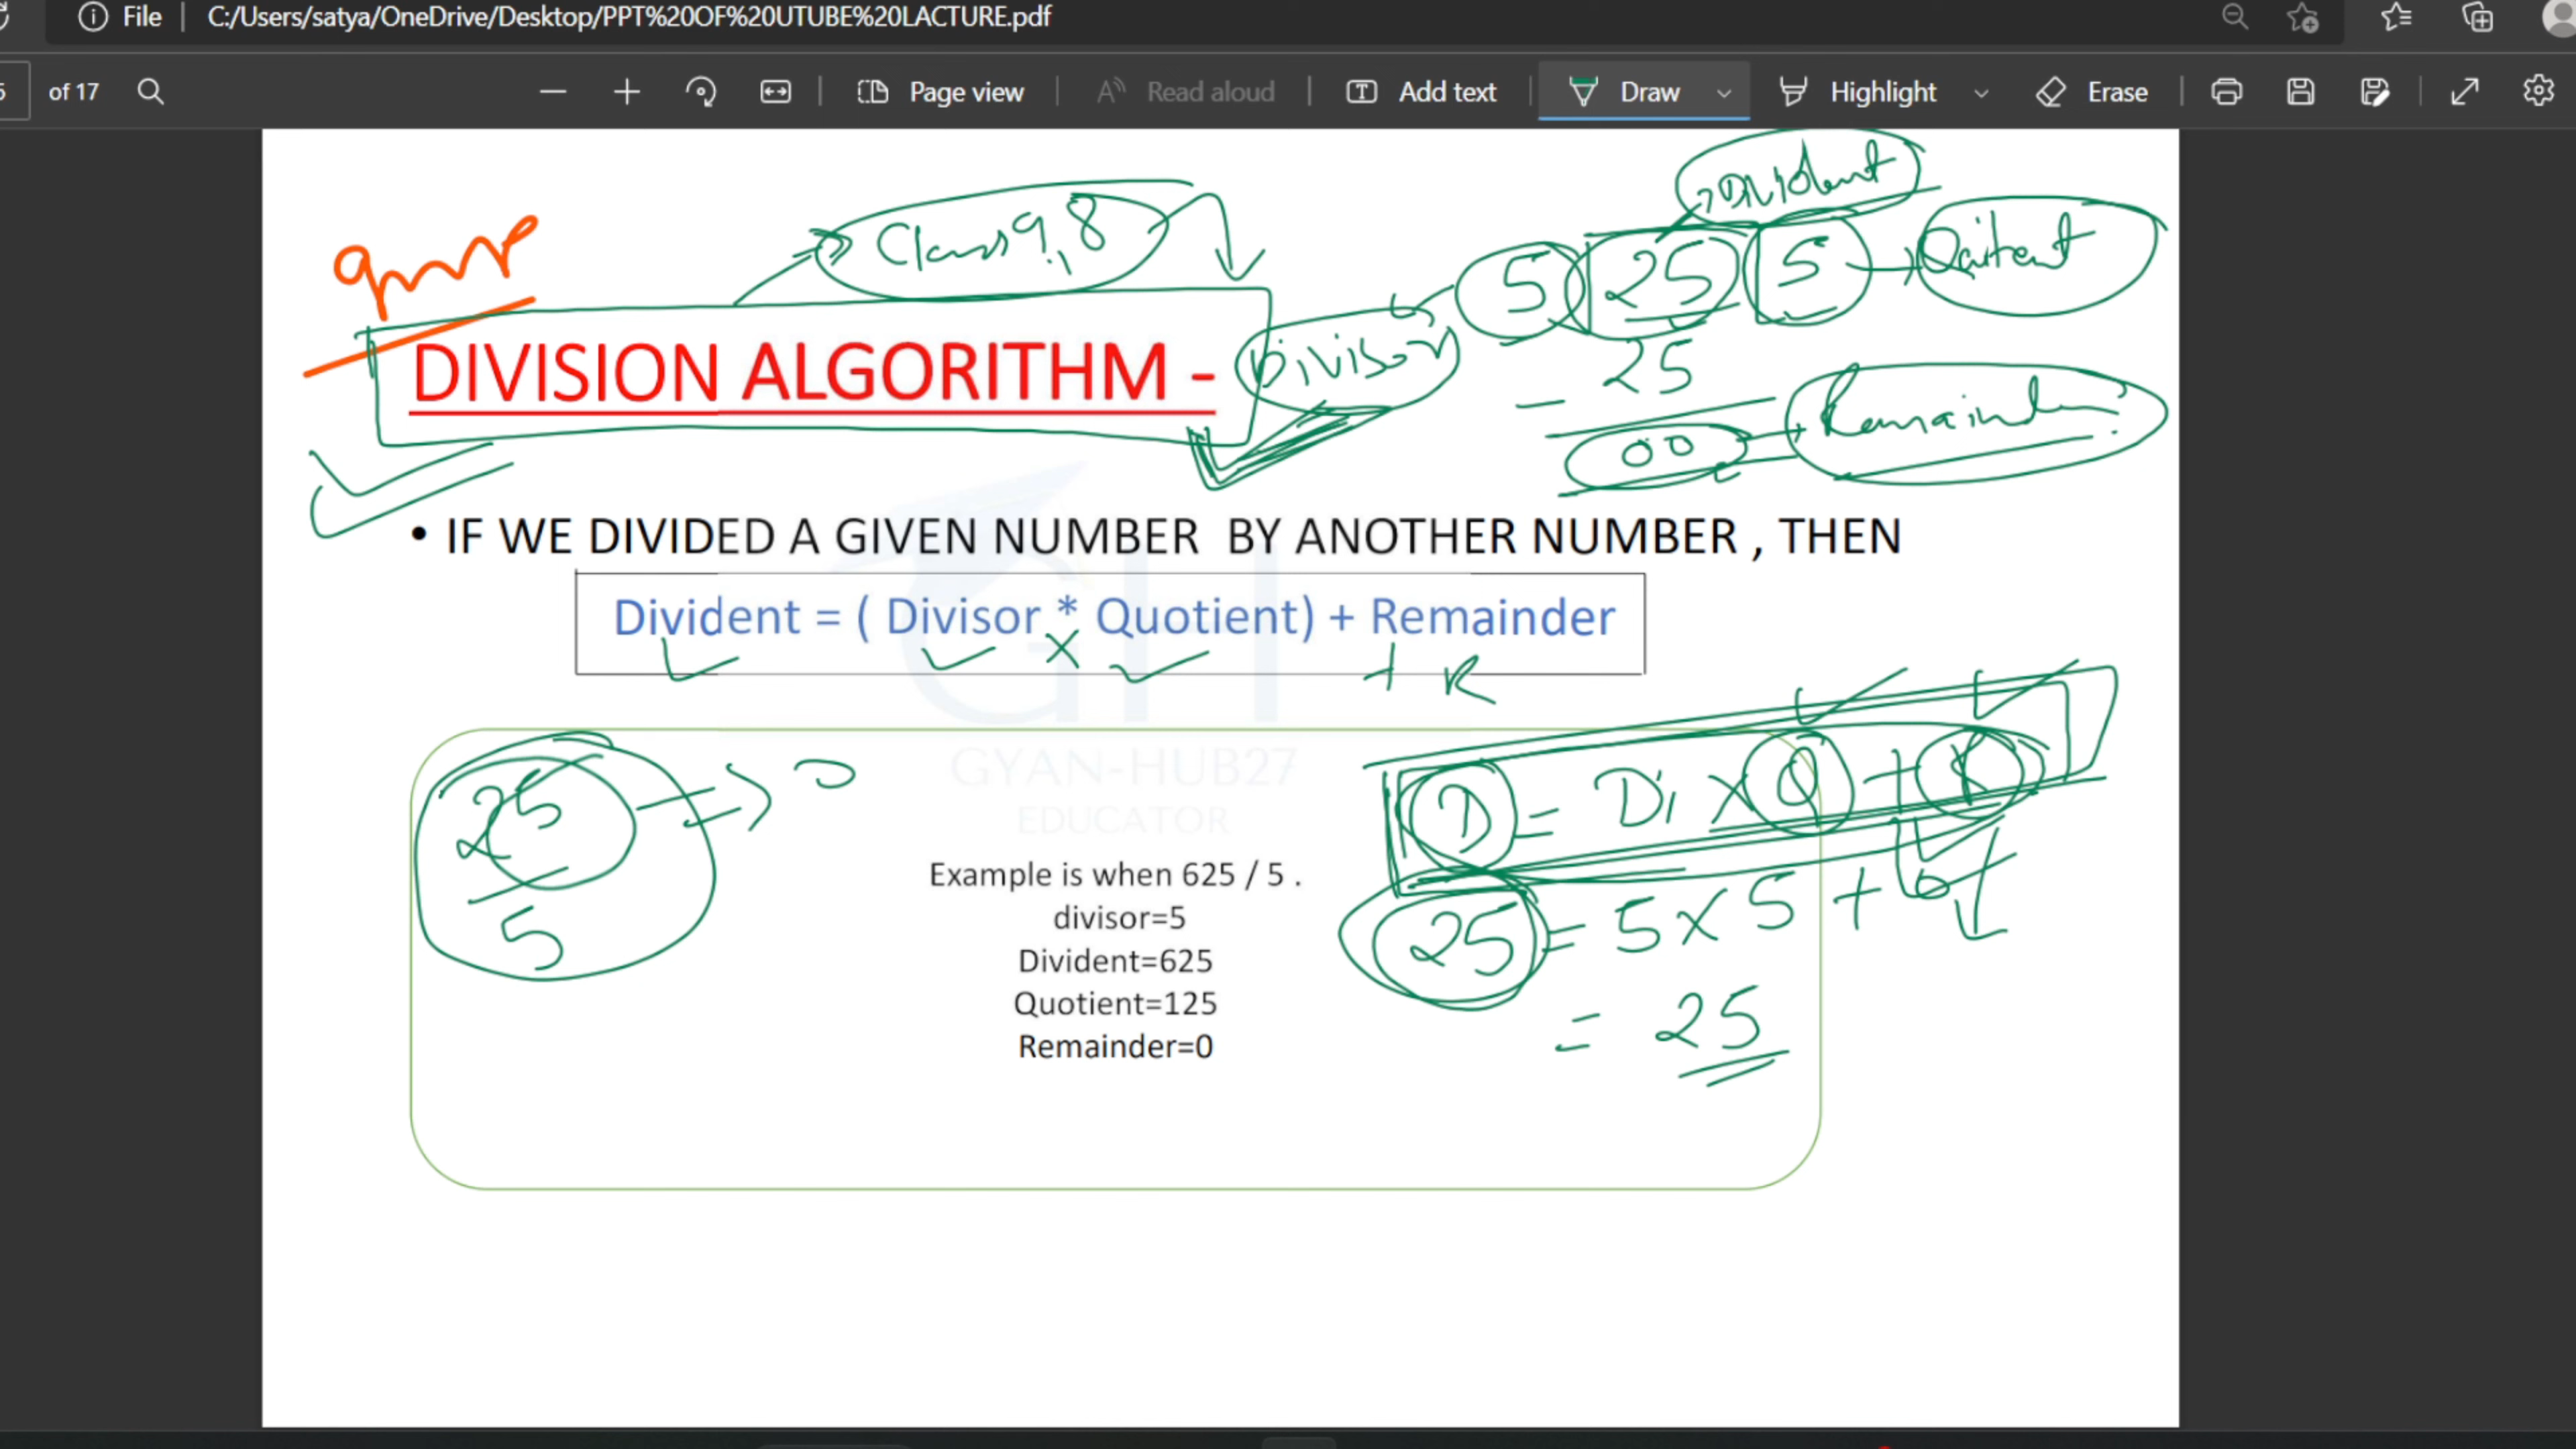 File | C:/Users/satya/OneDrive/Desktop/PPT%20OF%20UTUBE%20LACTURE.pdf
of 17
Page view
Read aloud
Add text
Draw
Highlight
Erase
Divident
Class 9, 8
5 25 5
DIVISION ALGORITHM -
Divisor
- 25
00
• IF WE DIVIDED A GIVEN NUMBER BY ANOTHER NUMBER , THEN
Divident = ( Divisor * Quotient) + Remainder
× + R
GYAN-HUB27
EDUCATOR
25
5
D = Di × Q + R
25 = 5 × 5 + 0
= 25
Example is when 625 / 5 .
divisor=5
Divident=625
Quotient=125
Remainder=0